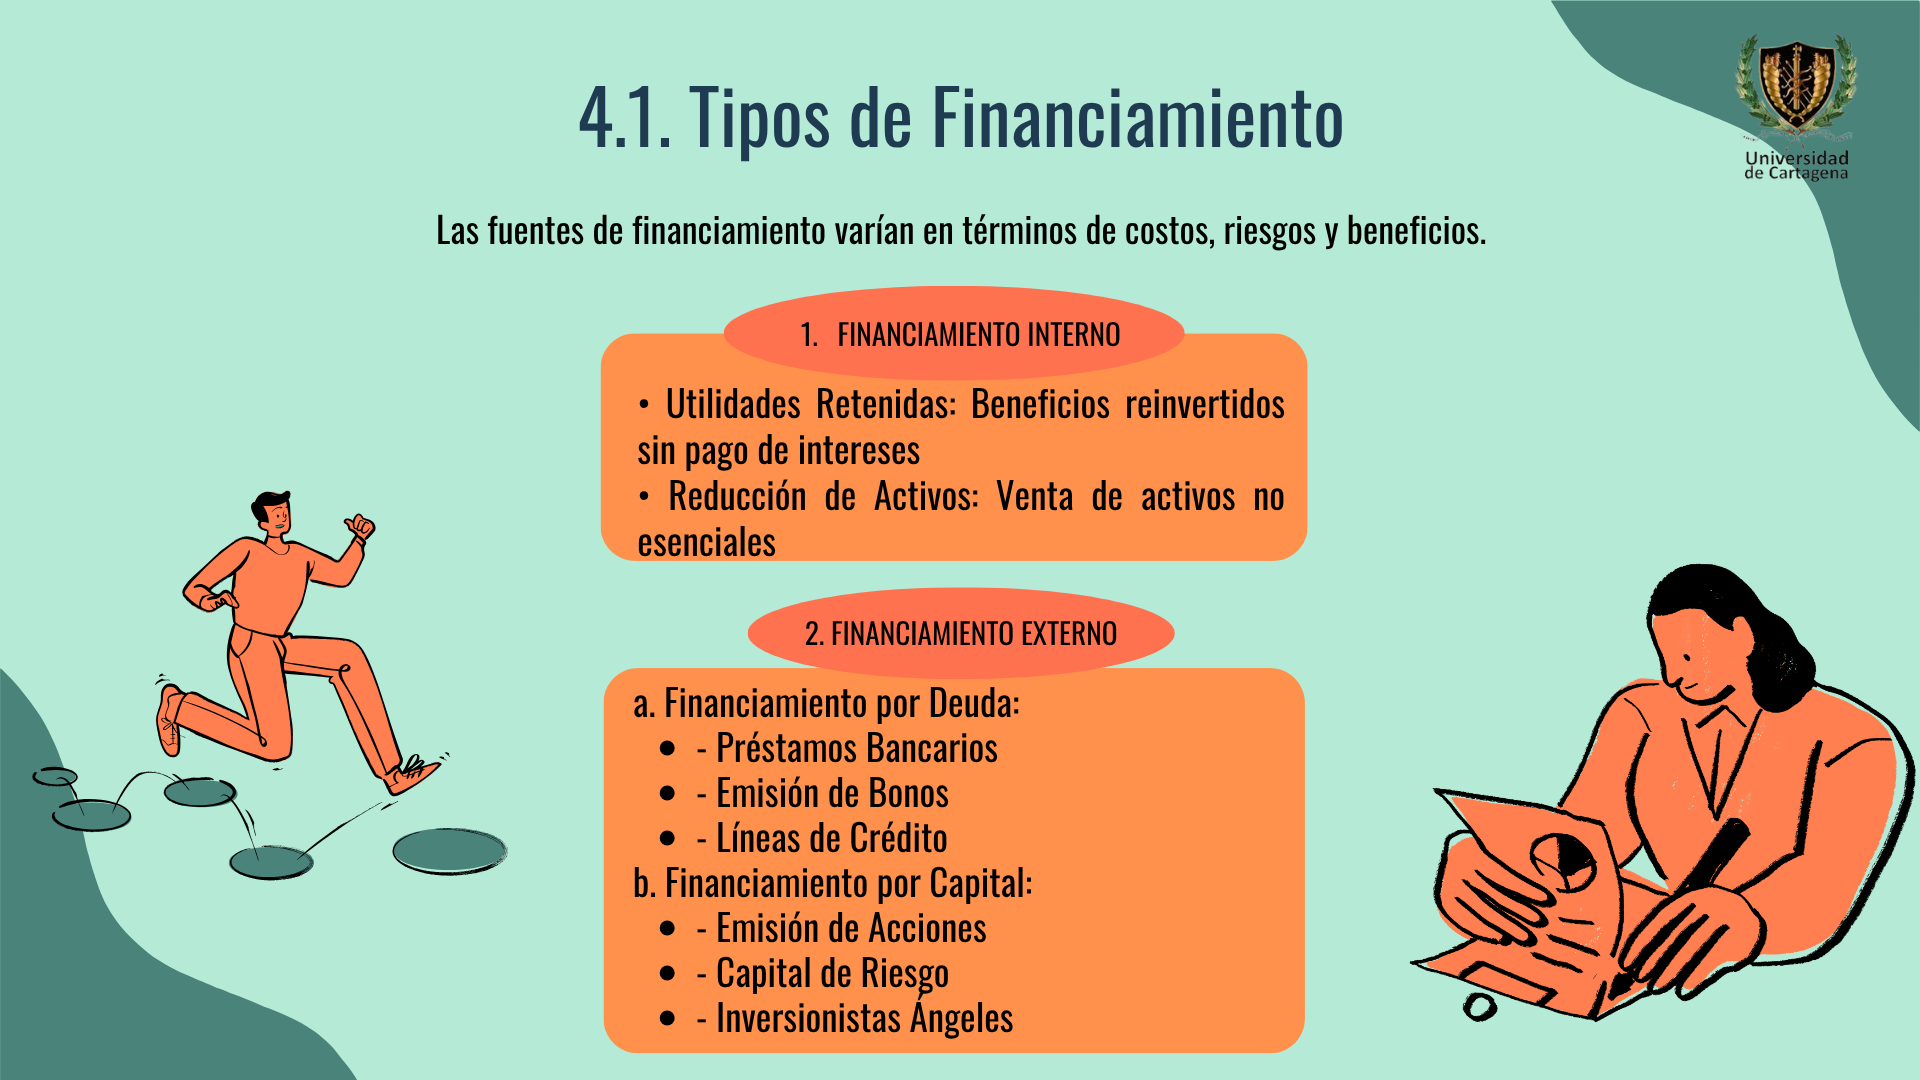 4.1. Tipos de Financiamiento
Universidad
de Cartagena
Las fuentes de financiamiento varían en términos de costos, riesgos y beneficios.
1. FINANCIAMIENTO INTERNO
• Utilidades Retenidas: Beneficios reinvertidos
sin pago de intereses
• Reducción de Activos: Venta de activos no
esenciales
2. FINANCIAMIENTO EXTERNO
a. Financiamiento por Deuda:
• - Préstamos Bancarios
• - Emisión de Bonos
• - Líneas de Crédito
b. Financiamiento por Capital:
• - Emisión de Acciones
• - Capital de Riesgo
• - Inversionistas Ángeles